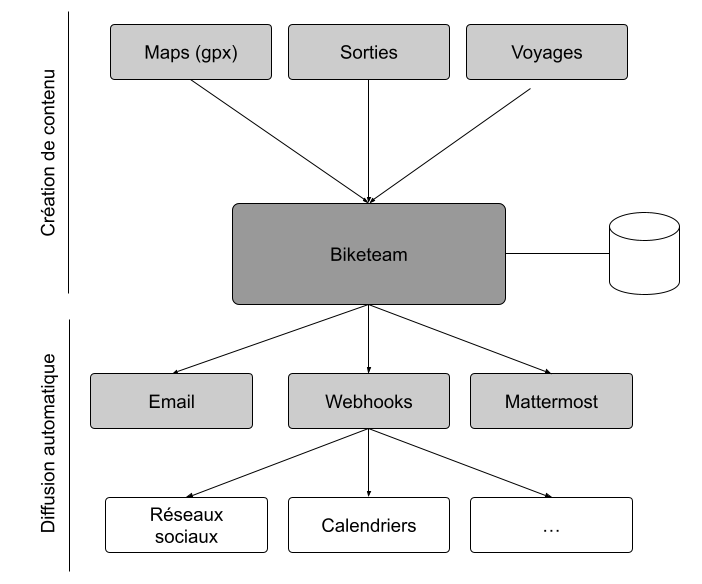 Création de contenu
Maps (gpx)
Sorties
Voyages
Biketeam
Diffusion automatique
Email
Webhooks
Mattermost
Réseaux
sociaux
Calendriers
…